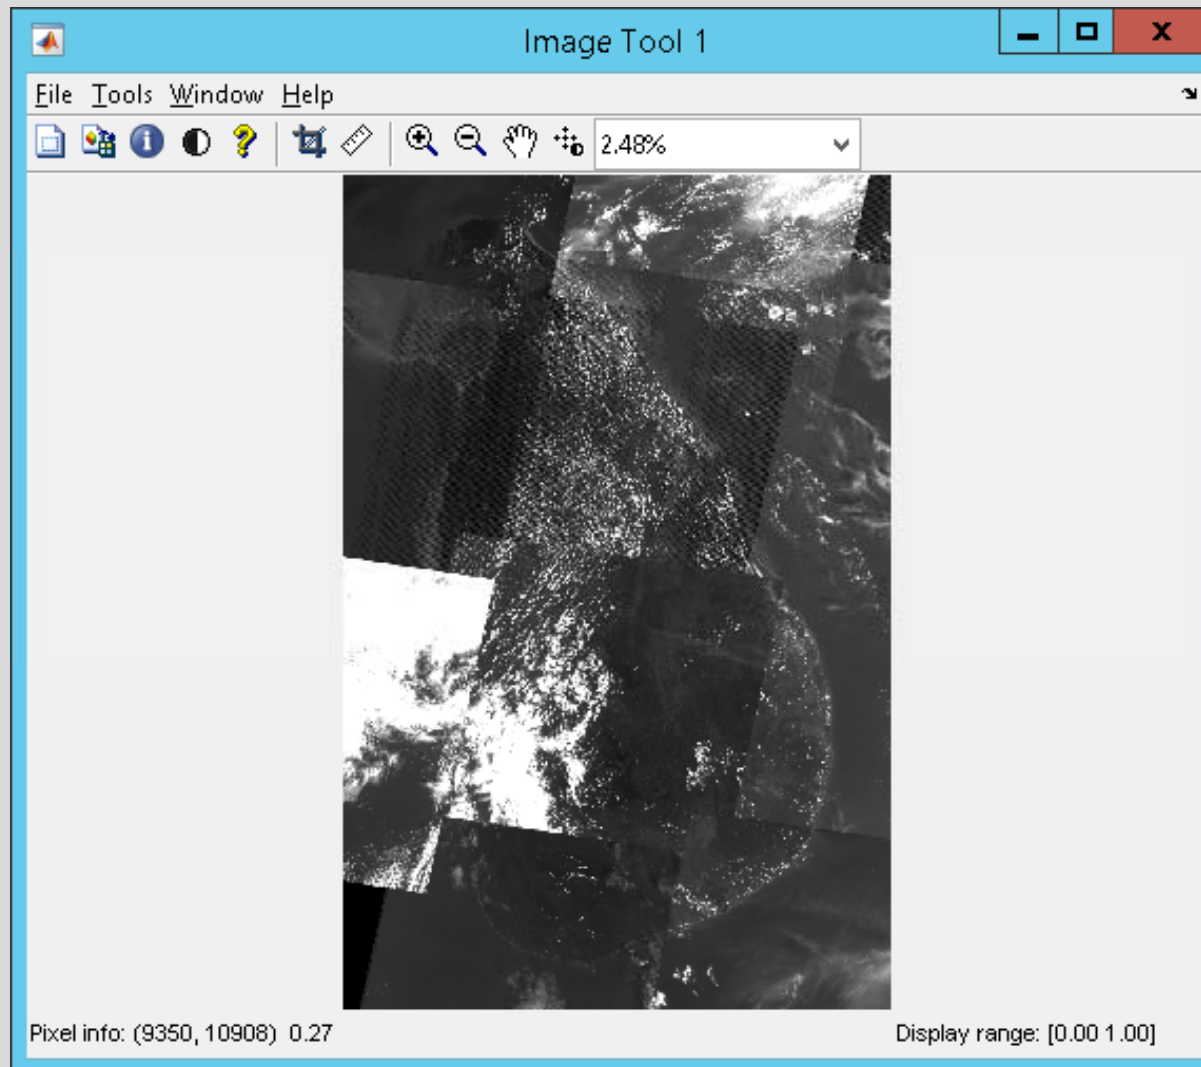 Image Tool 1
File Tools Window Help
2.48%
Pixel info: (9350, 10908) 0.27
Display range: [0.00 1.00]